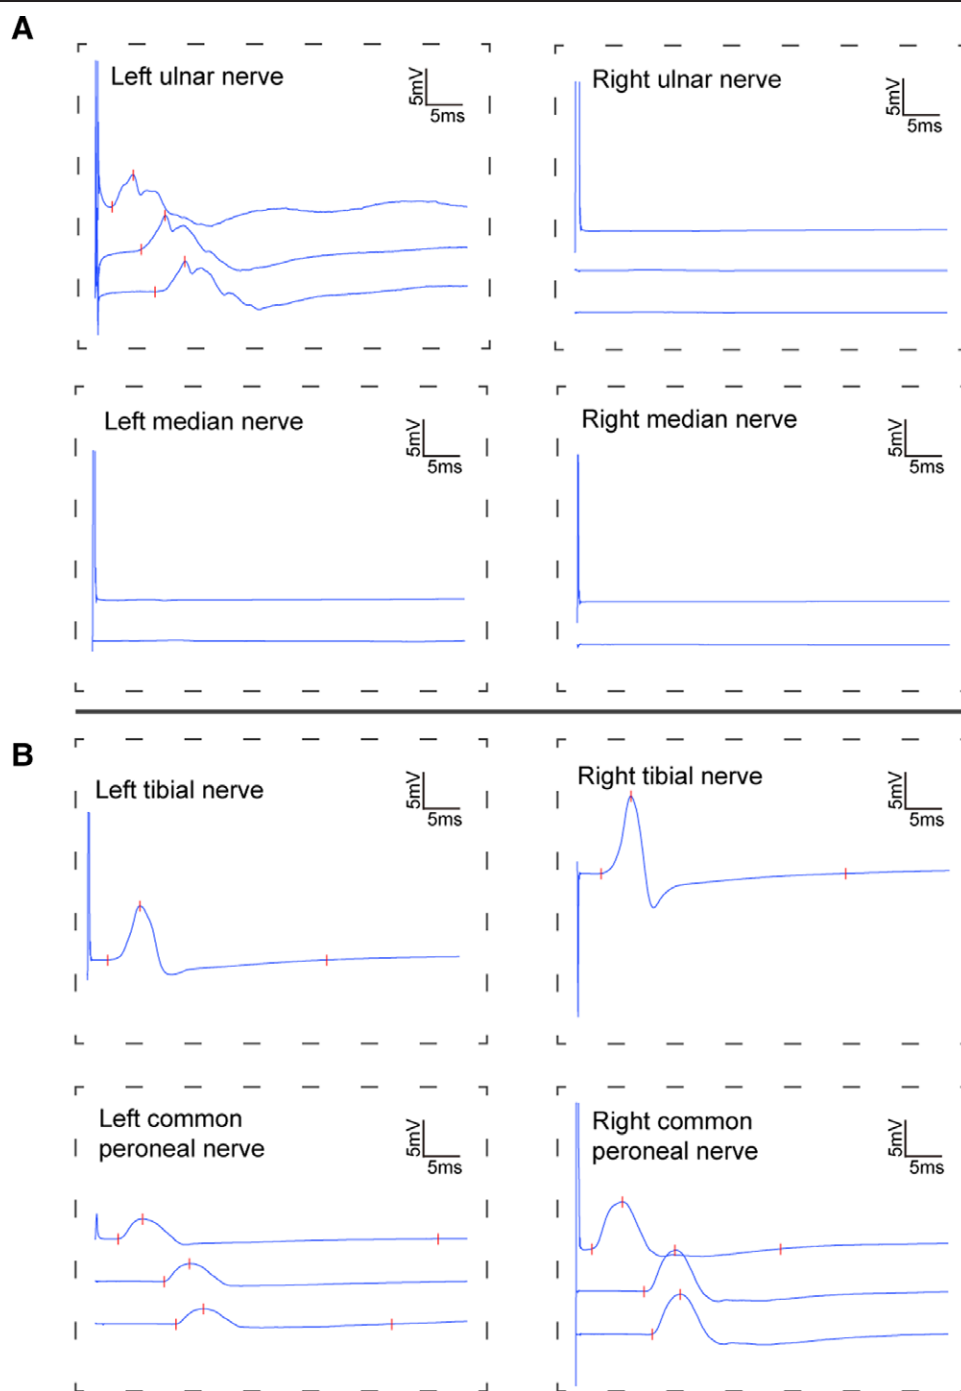 A
Left ulnar nerve
5mV
5ms
Right ulnar nerve
5mV
5ms
Left median nerve
5mV
5ms
Right median nerve
5mV
5ms
B
Left tibial nerve
5mV
5ms
Right tibial nerve
5mV
5ms
Left common
peroneal nerve
5mV
5ms
Right common
peroneal nerve
5mV
5ms